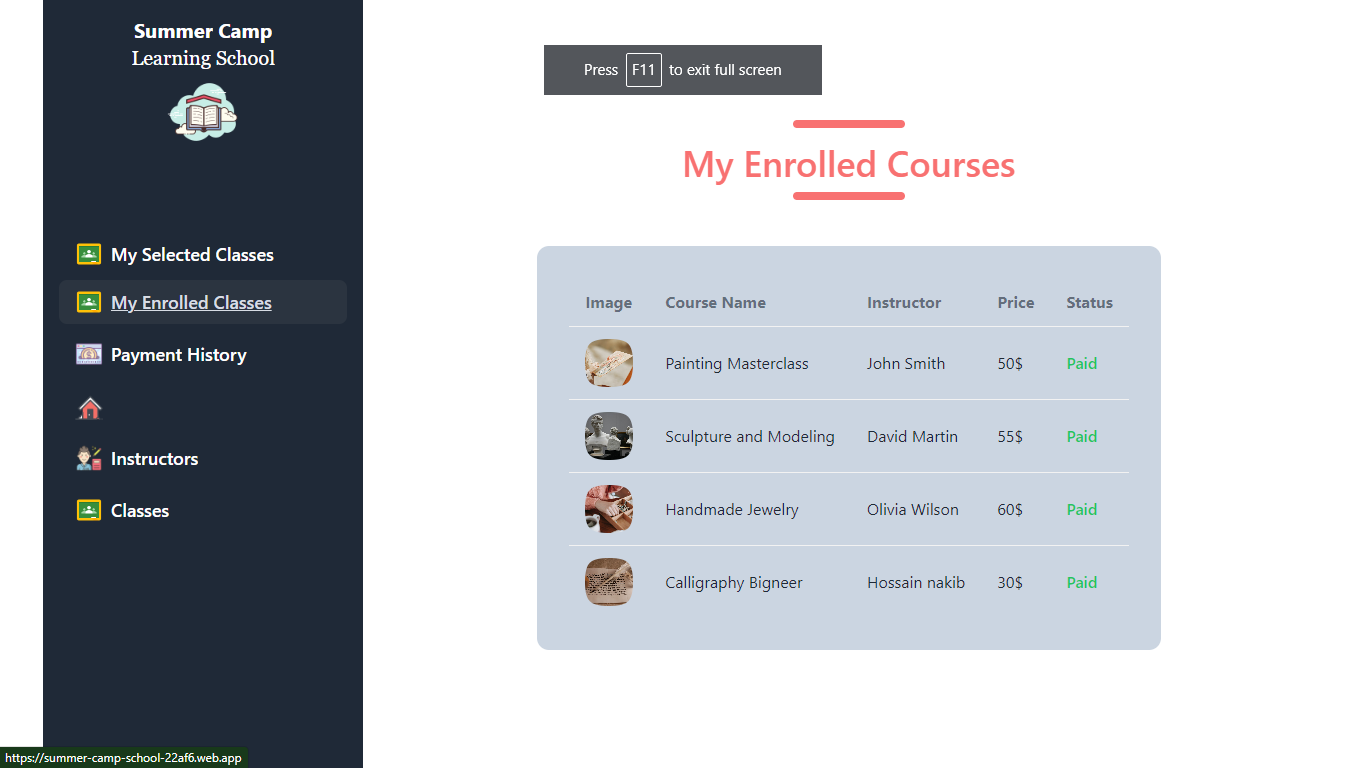 Summer Camp
Learning School
My Selected Classes
My Enrolled Classes
Payment History
Instructors
Classes
https://summer-camp-school-22af6.web.app
Press F11 to exit full screen
My Enrolled Courses
Image Course Name Instructor Price Status
Painting Masterclass John Smith 50$ Paid
Sculpture and Modeling David Martin 55$ Paid
Handmade Jewelry Olivia Wilson 60$ Paid
Calligraphy Bigneer Hossain nakib 30$ Paid